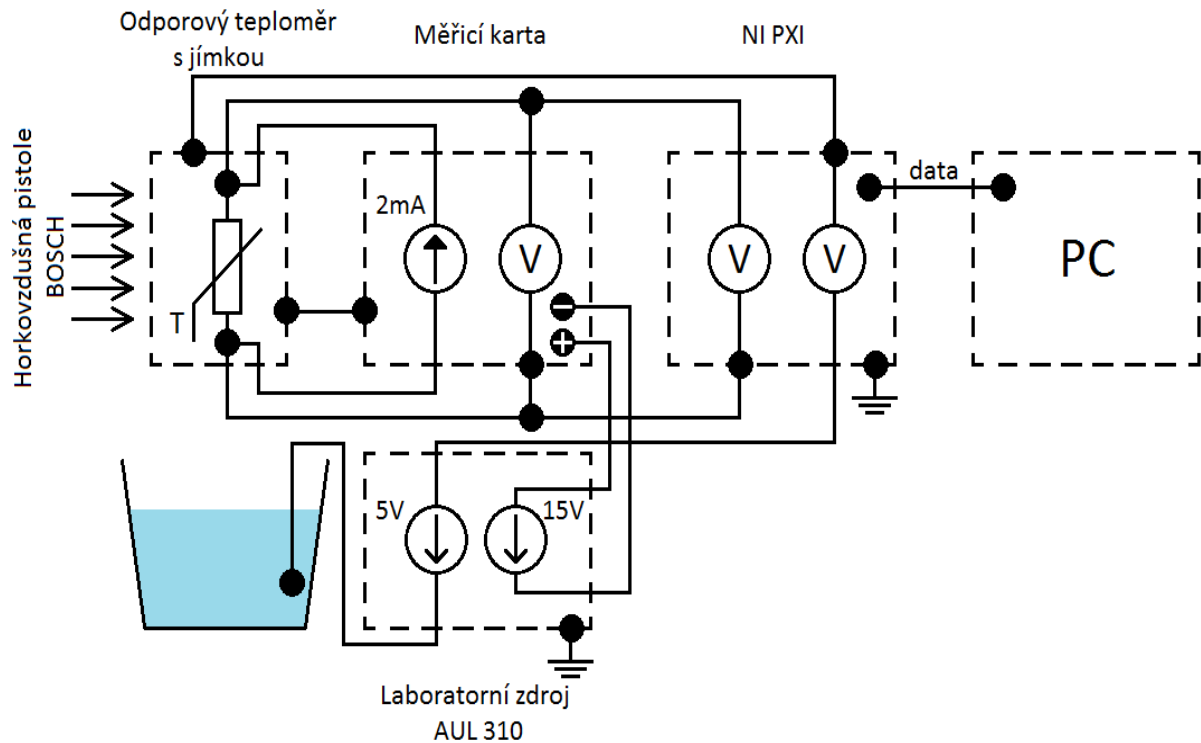 Odporový teploměr
s jímkou
Měřicí karta
NI PXI
Horkovzdušná pistole
BOSCH
T
2mA
V
V
V
data
PC
5V
15V
Laboratorní zdroj
AUL 310